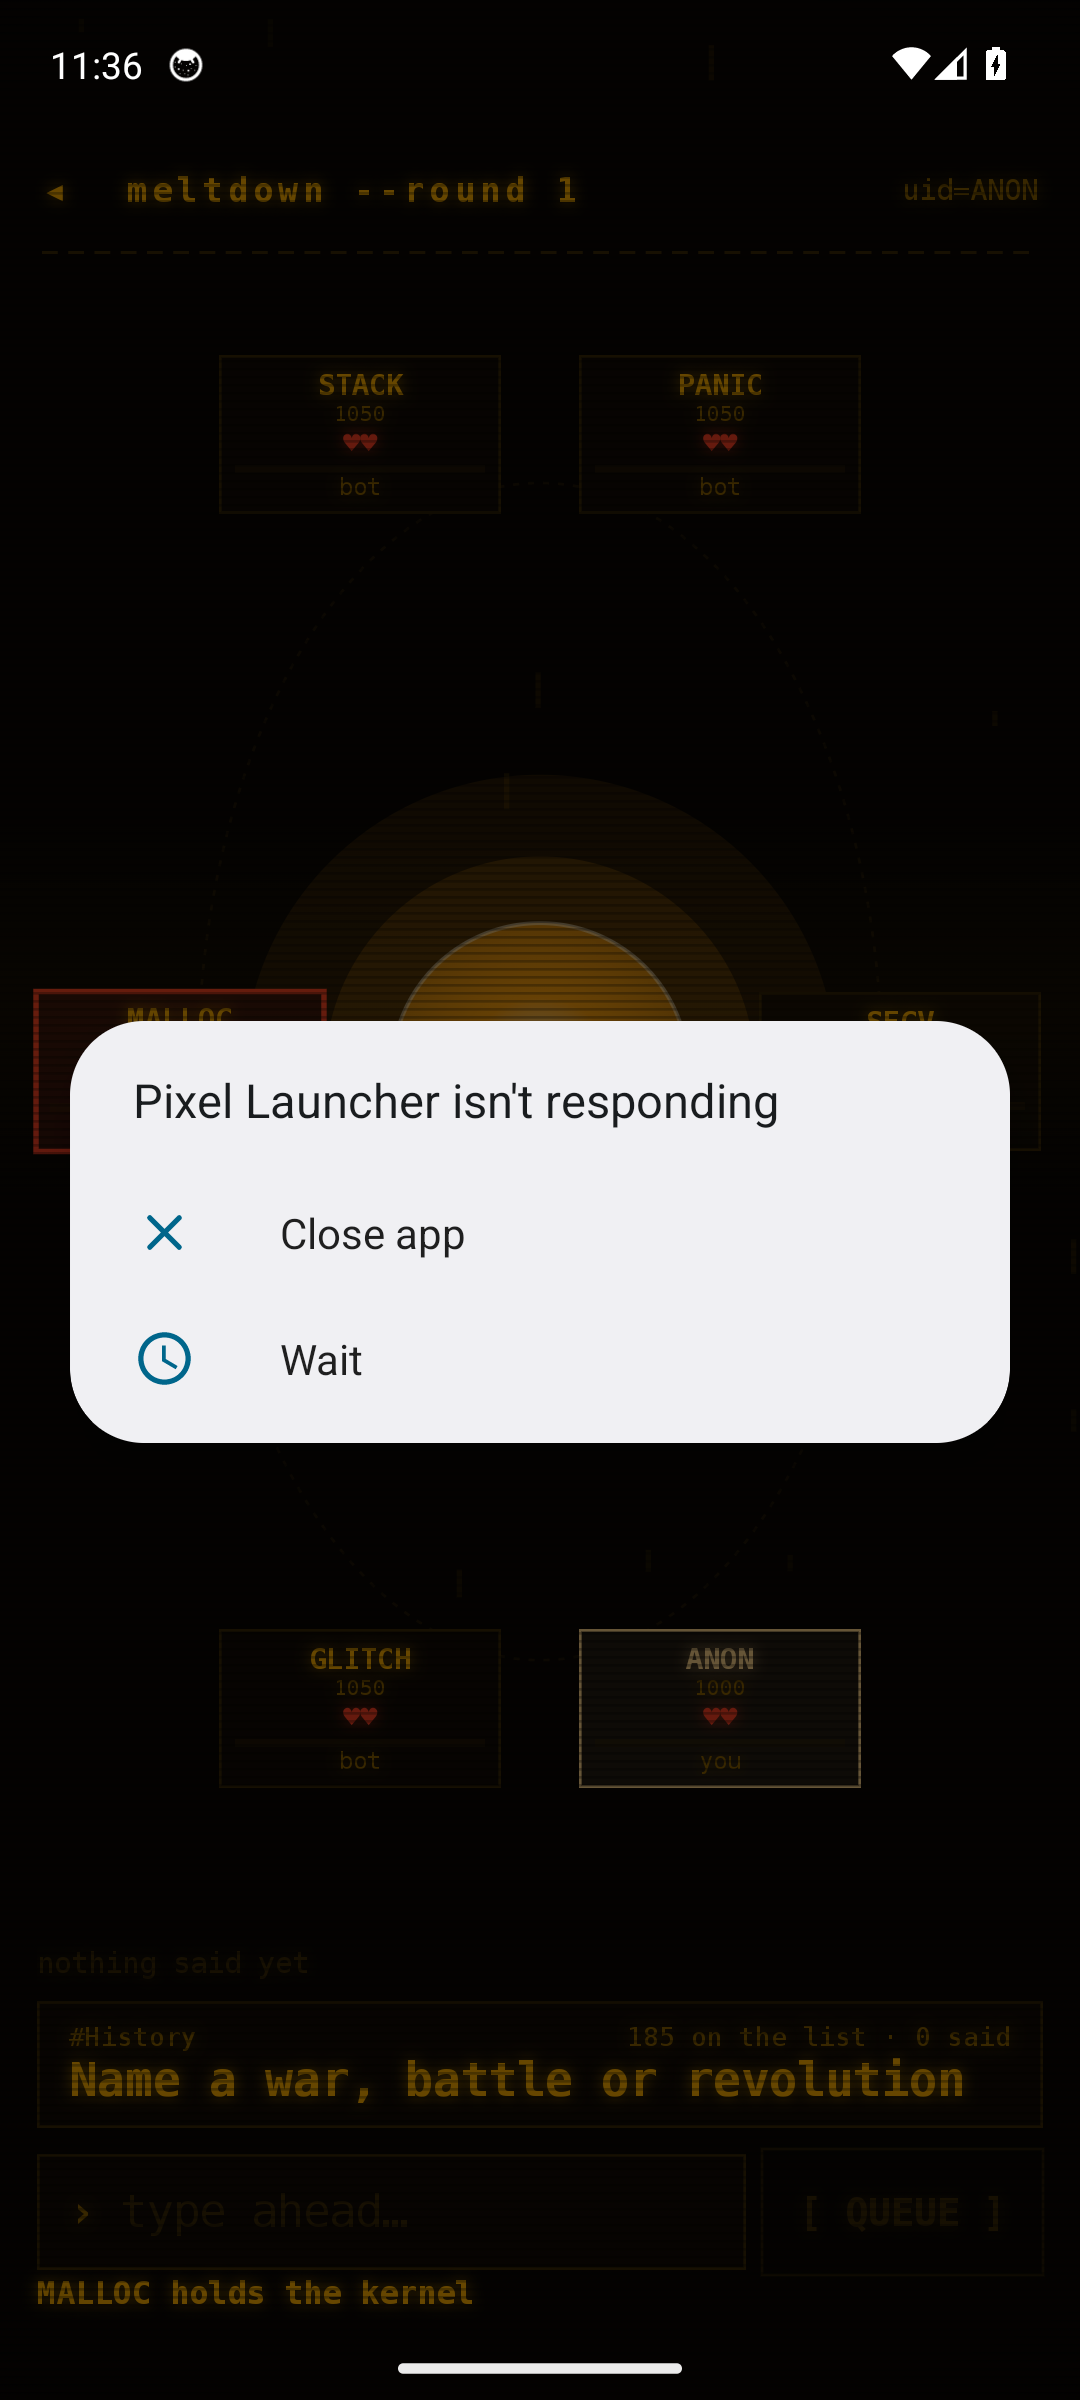 11:36
◂ meltdown --round 1
uid=ANON
STACK
1050
♥♥
bot
PANIC
1050
♥♥
bot
MALLOC
SEGV
Pixel Launcher isn't responding
Close app
Wait
GLITCH
1050
♥♥
bot
ANON
1000
♥♥
you
nothing said yet
#History
185 on the list · 0 said
Name a war, battle or revolution
› type ahead…
[ QUEUE ]
MALLOC holds the kernel